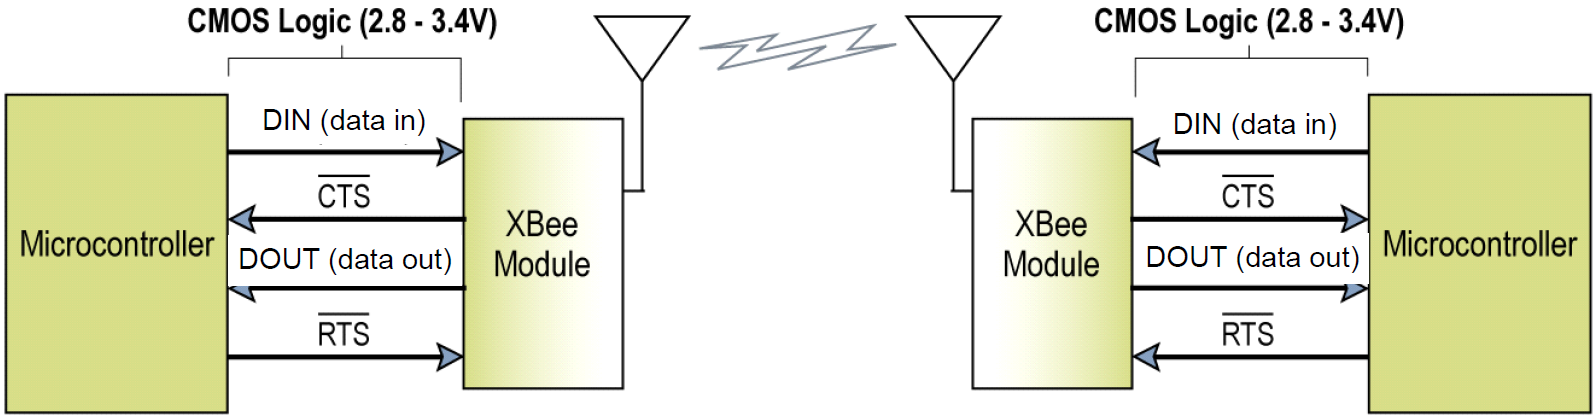 CMOS Logic (2.8 - 3.4V)
CMOS Logic (2.8 - 3.4V)
DIN (data in)
CTS
DOUT (data out)
RTS
Microcontroller
XBee
Module
XBee
Module
DIN (data in)
CTS
DOUT (data out)
RTS
Microcontroller